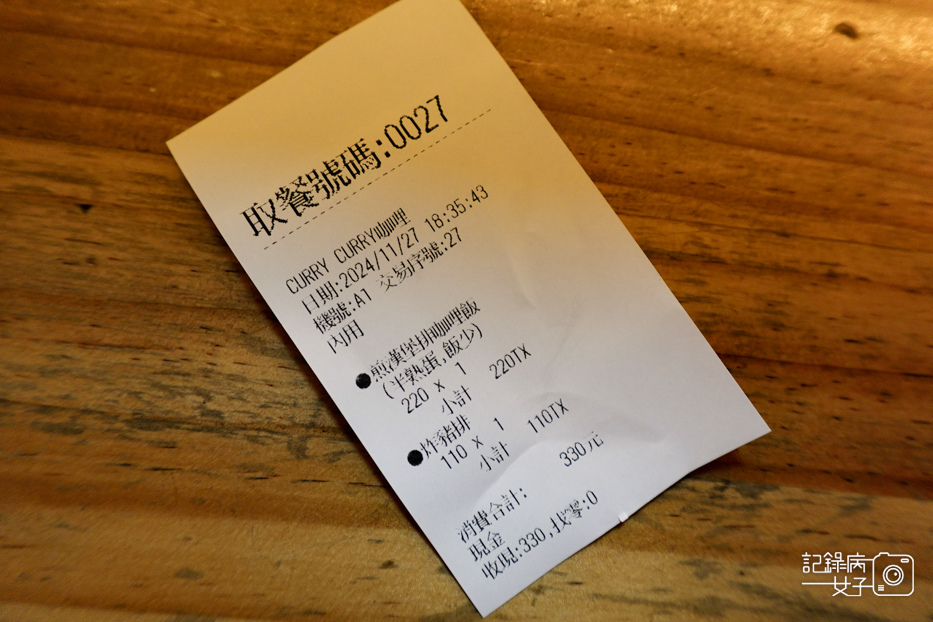 取餐號碼:0027
CURRY CURRY咖哩
日期:2024/11/27 18:35:43
機號:A1 交易序號:27
內用
●煎漢堡排咖哩飯
(半熟蛋,飯少)
220 x 1 220TX
小計
●炸豬排
110 x 1 110TX
小計
消費合計: 330元
現金
收現:330,找零:0
記錄病
女子